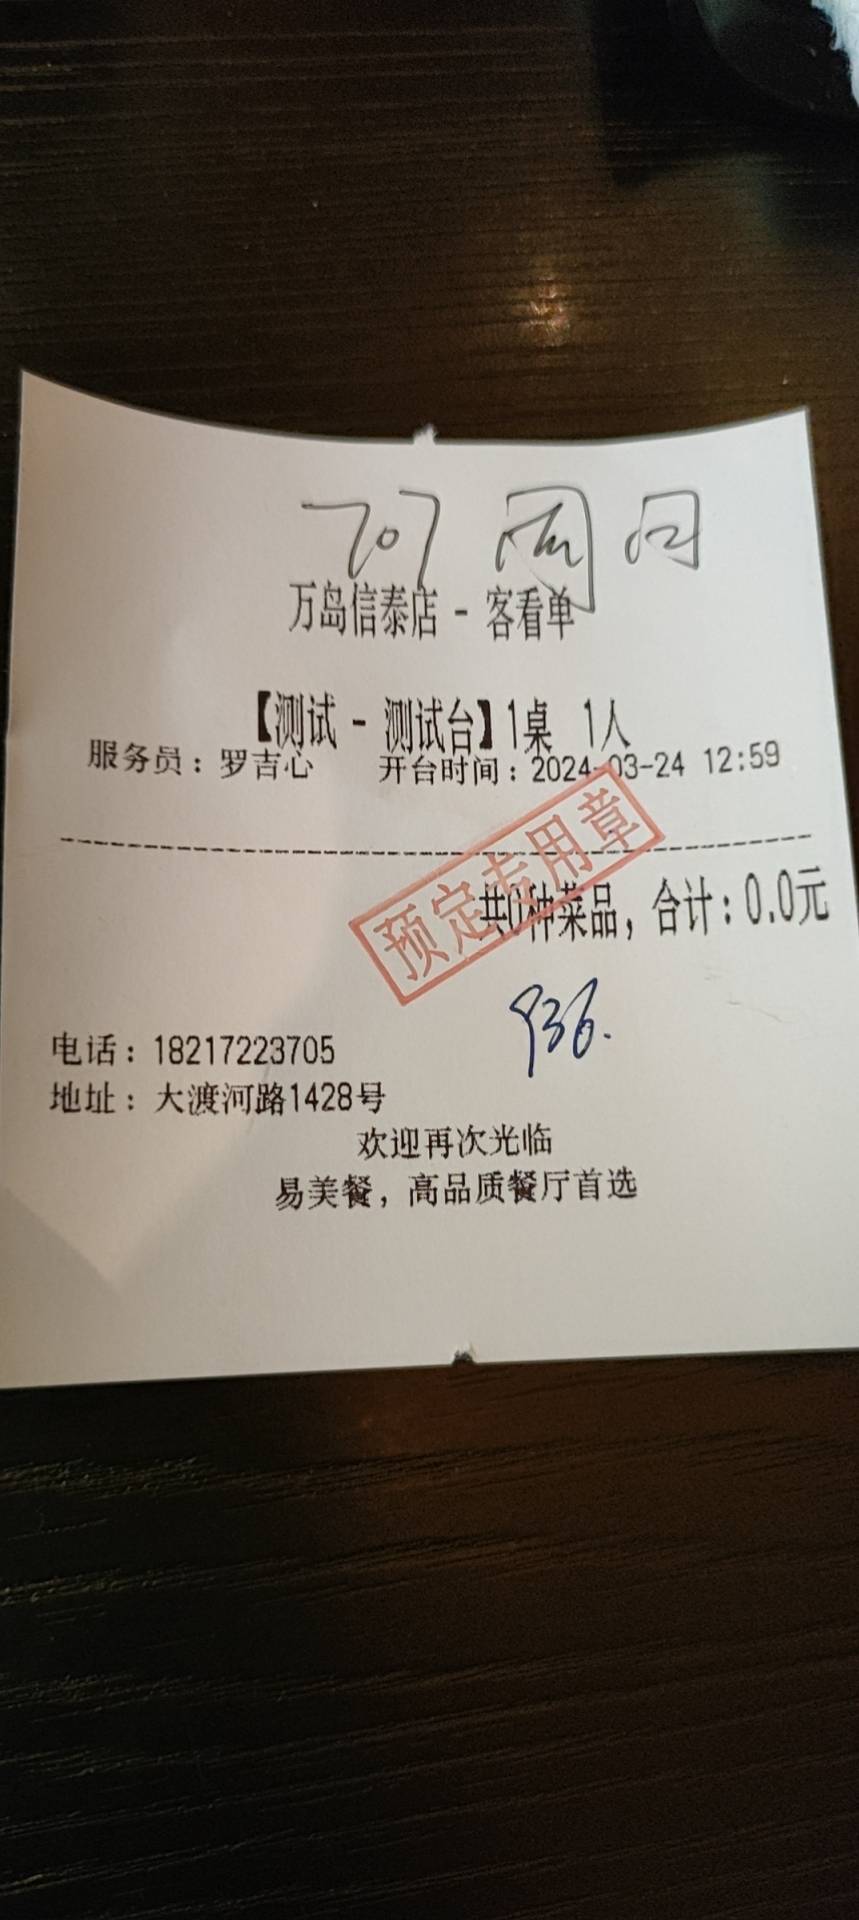 707
万岛信泰店 - 客看单
【测试 - 测试台】1桌 1人
服务员：罗吉心 开台时间：2024-03-24 12:59
预定专用章
共0种菜品，合计：0.0元
936.
电话：18217223705
地址：大渡河路1428号
欢迎再次光临
易美餐，高品质餐厅首选